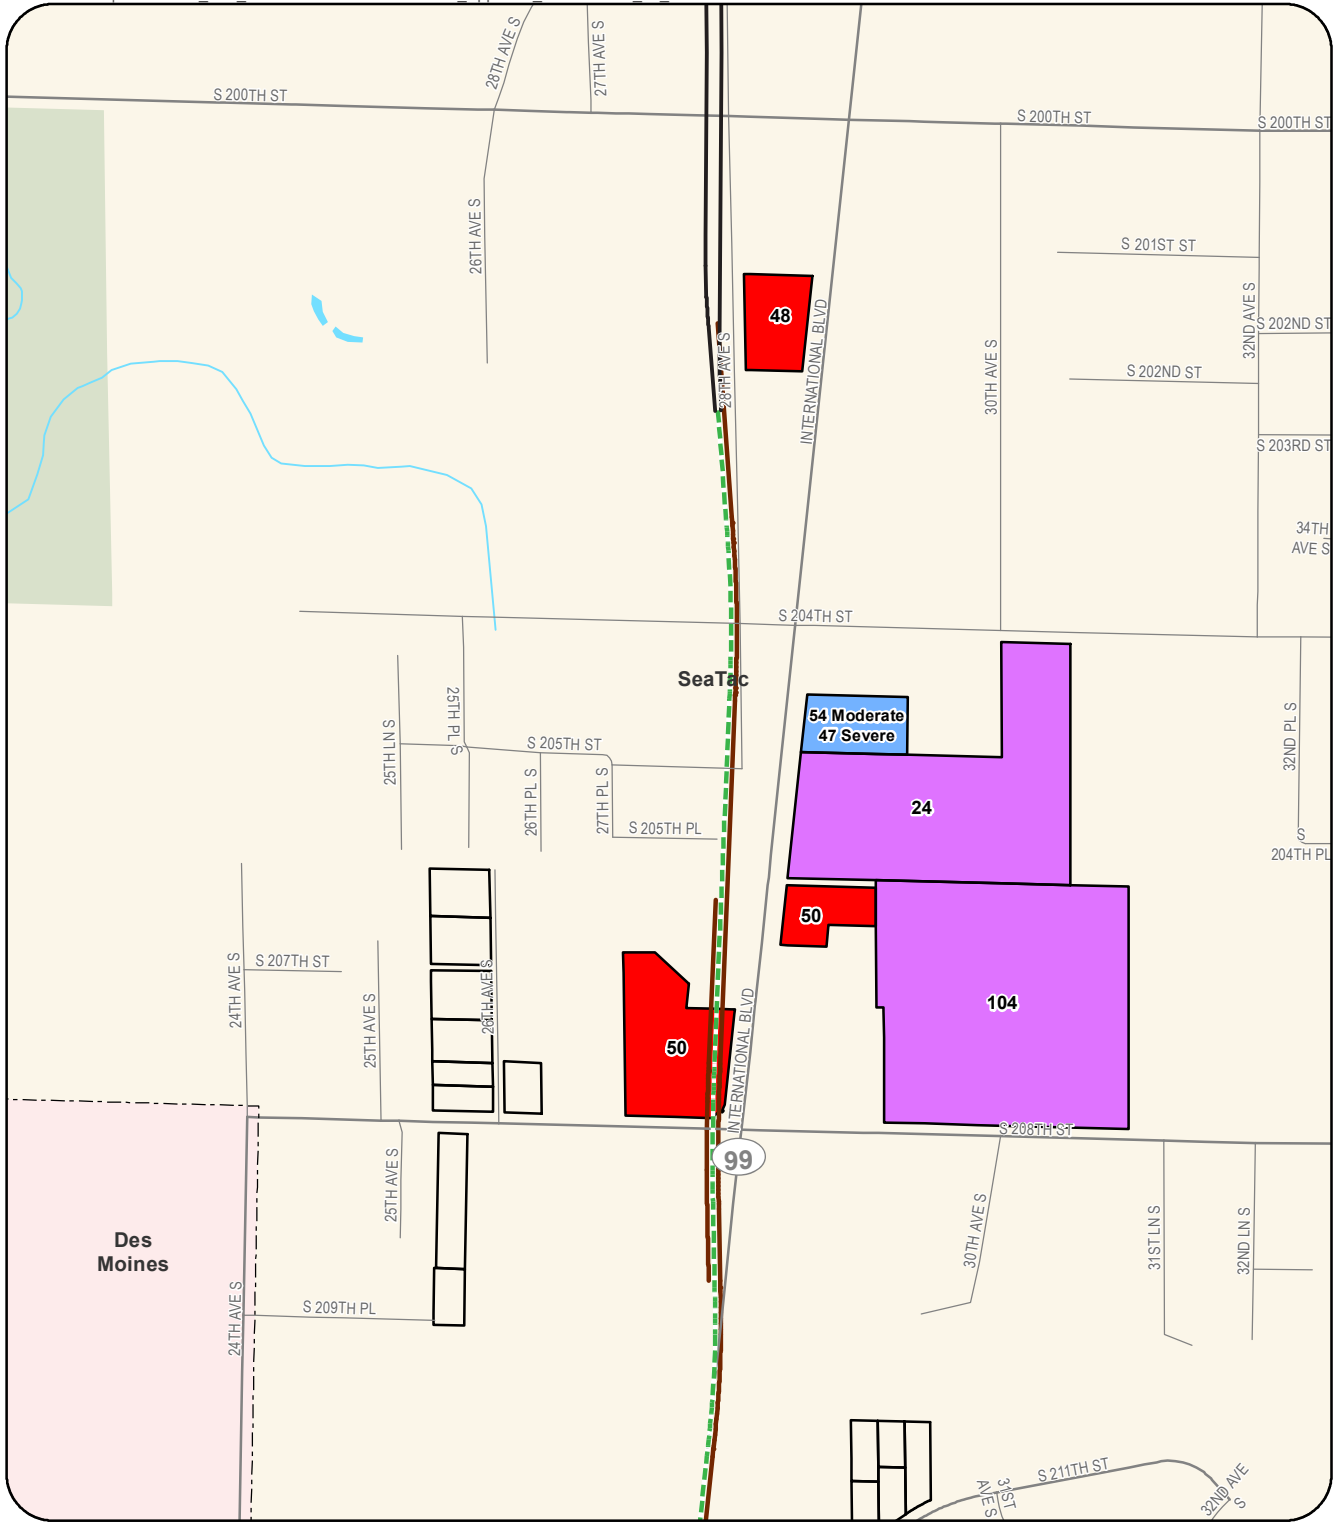 28TH AVE S
27TH AVE S
S 200TH ST
S 200TH ST
S 200TH ST
26TH AVE S
S 201ST ST
48
28TH AVE S
INTERNATIONAL BLVD
30TH AVE S
32ND AVE S
S 202ND ST
S 202ND ST
S 203RD ST
34TH
AVE S
S 204TH ST
SeaTac
25TH LN S
25TH PL S
S 205TH ST
26TH PL S
27TH PL S
S 205TH PL
54 Moderate
47 Severe
24
32ND PL S
S
204TH PL
50
24TH AVE S
S 207TH ST
25TH AVE S
26TH AVE S
50
INTERNATIONAL BLVD
104
S 208TH ST
99
Des
Moines
25TH AVE S
30TH AVE S
31ST LN S
32ND LN S
24TH AVE S
S 209TH PL
S 211TH ST
31ST
AVE S
32ND AVE
S